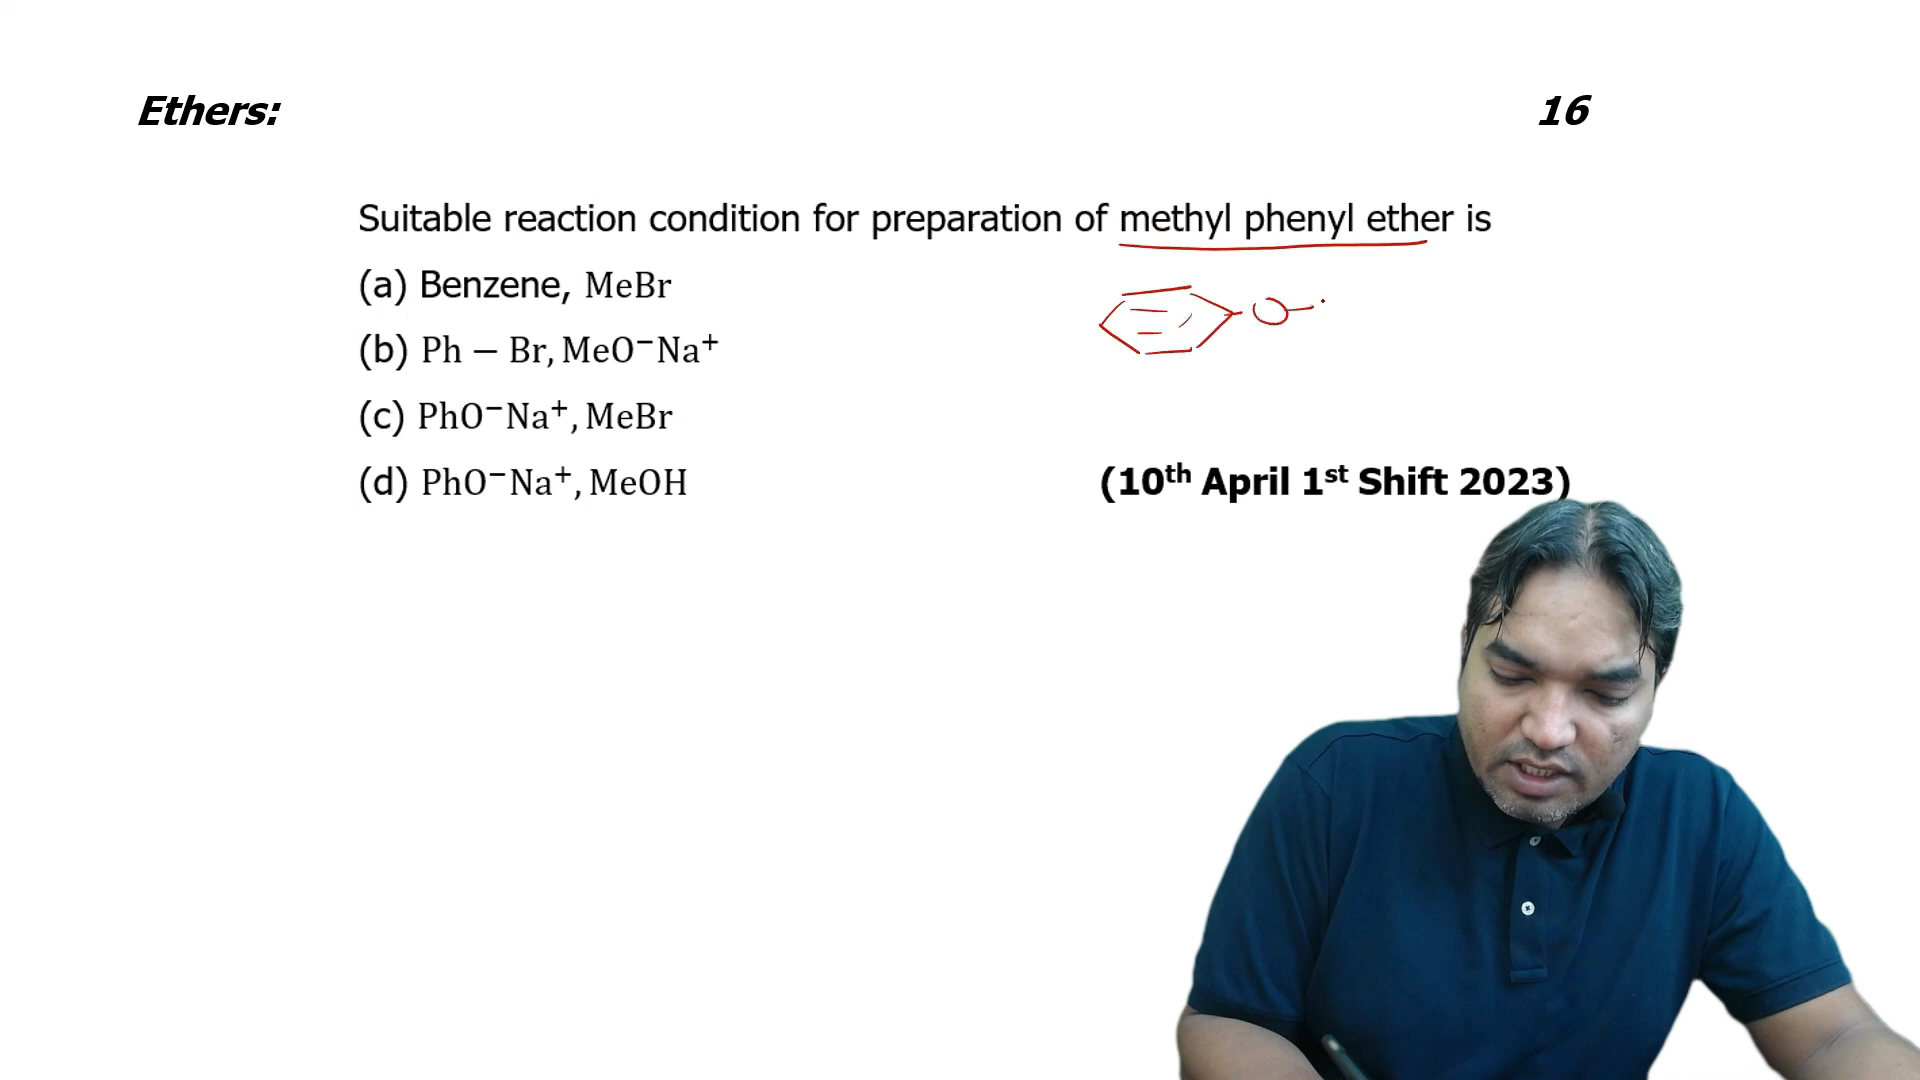 Ethers:
16
Suitable reaction condition for preparation of methyl phenyl ether is
(a) Benzene, MeBr
(b) Ph − Br, MeO⁻Na⁺
(c) PhO⁻Na⁺, MeBr
(d) PhO⁻Na⁺, MeOH
(10th April 1st Shift 2023)
O